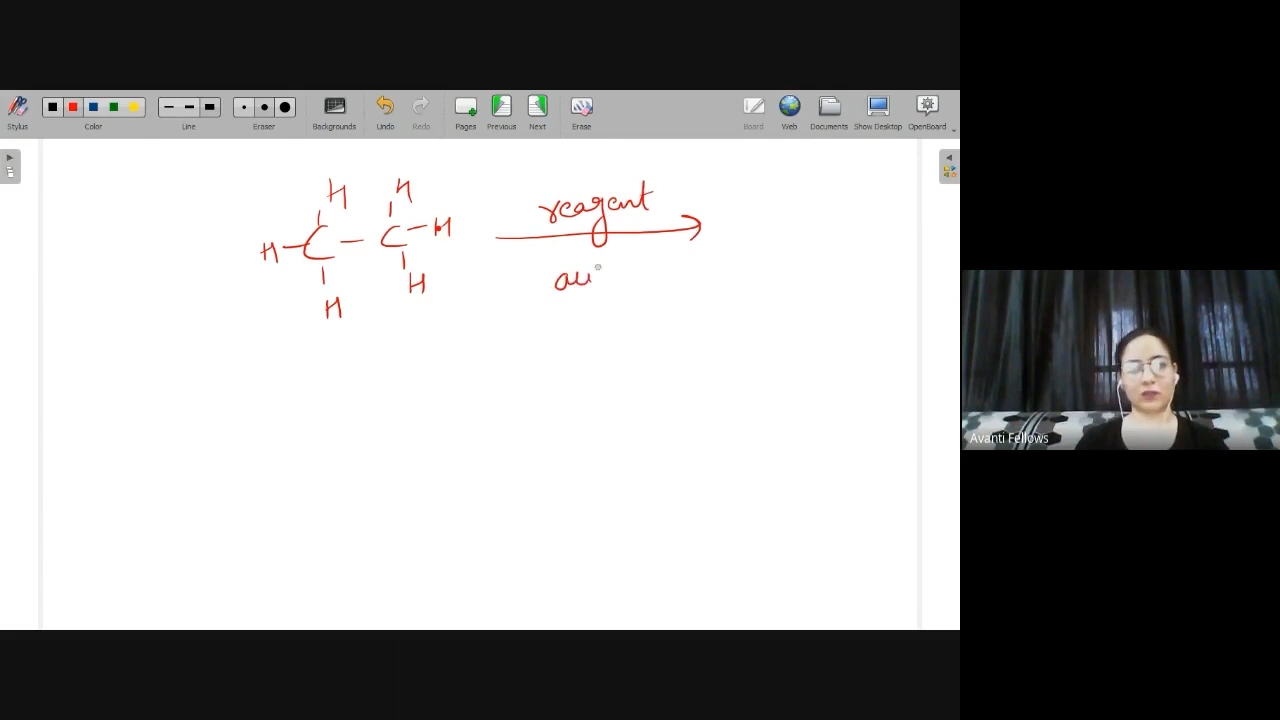 Stylus
Color
Line
Eraser
Backgrounds
Undo
Redo
Pages
Previous
Next
Erase
Board
Web
Documents
Show Desktop
OpenBoard
H H
H – C – C – H
H H
reagent
Avanti Fellows